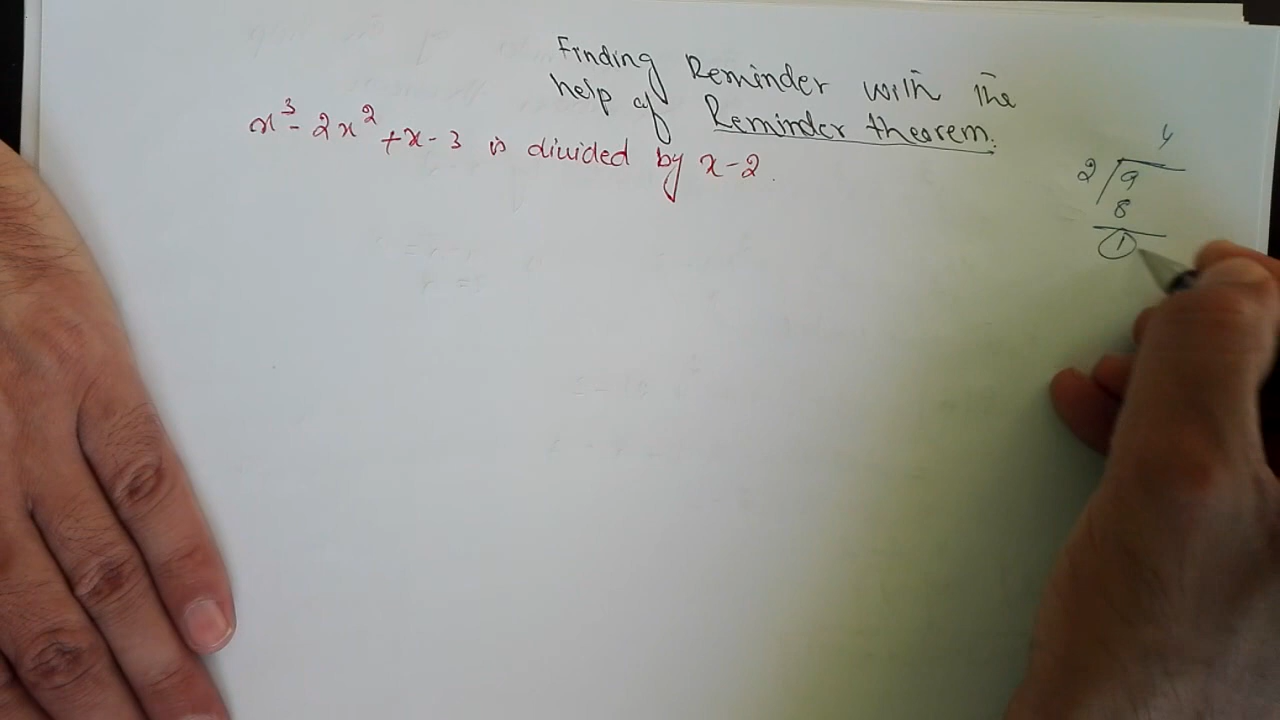 Finding Reminder with the
help of Reminder theorem.
x³- 2x² +x- 3 is divided by x-2.
4
2 9
8
1